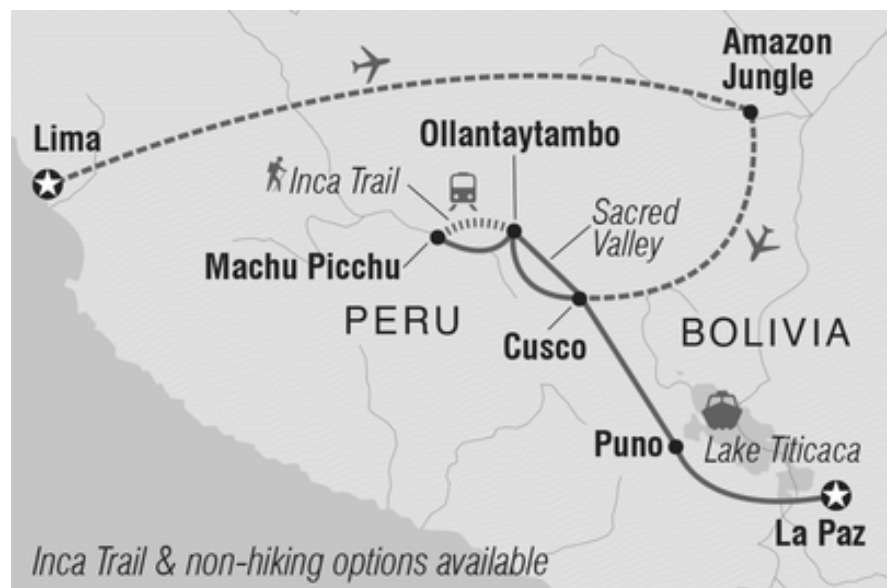 Amazon
Jungle
Lima
Ollantaytambo
Inca Trail
Sacred
Valley
Machu Picchu
PERU
BOLIVIA
Cusco
Puno
Lake Titicaca
La Paz
Inca Trail & non-hiking options available